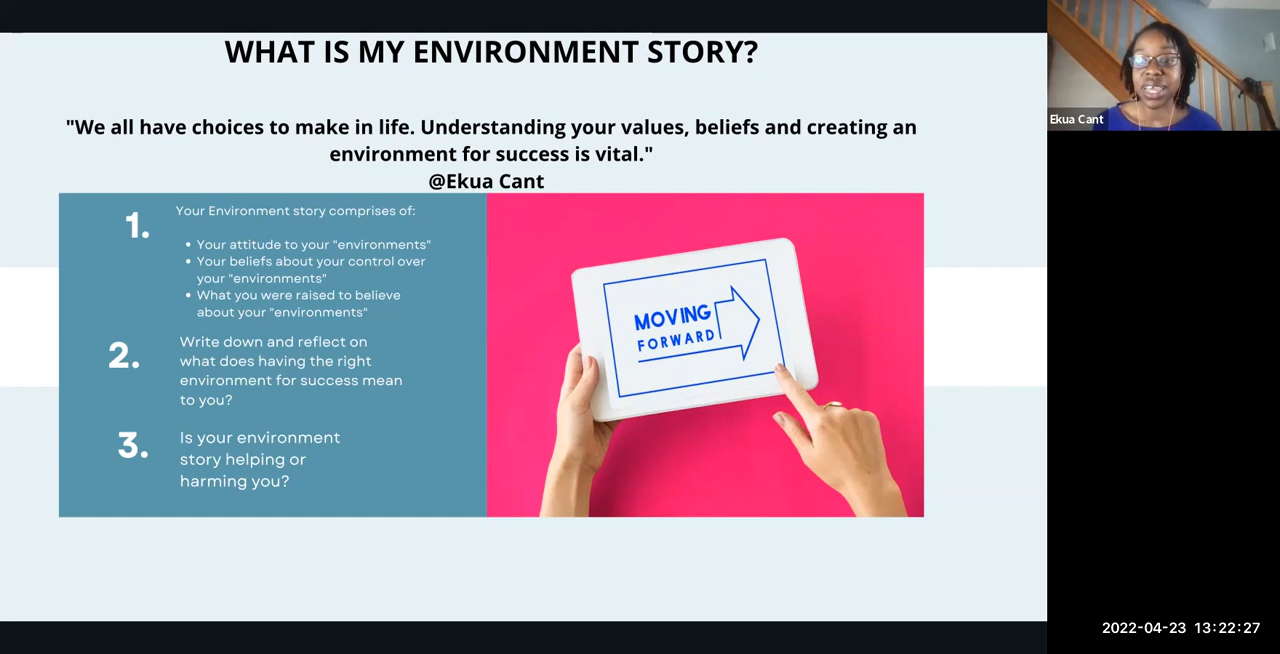 WHAT IS MY ENVIRONMENT STORY?
"We all have choices to make in life. Understanding your values, beliefs and creating an
environment for success is vital."
@Ekua Cant
1.
Your Environment story comprises of:
• Your attitude to your "environments"
• Your beliefs about your control over
your "environments"
• What you were raised to believe
about your "environments"
2.
Write down and reflect on
what does having the right
environment for success mean
to you?
3.
Is your environment
story helping or
harming you?
MOVING
FORWARD
Ekua Cant
2022-04-23 13:22:27